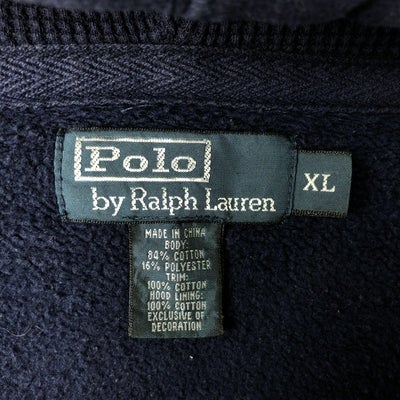 Polo
by Ralph Lauren
XL
MADE IN CHINA
BODY:
84% COTTON
16% POLYESTER
TRIM:
100% COTTON
HOOD LINING:
100% COTTON
EXCLUSIVE OF
DECORATION